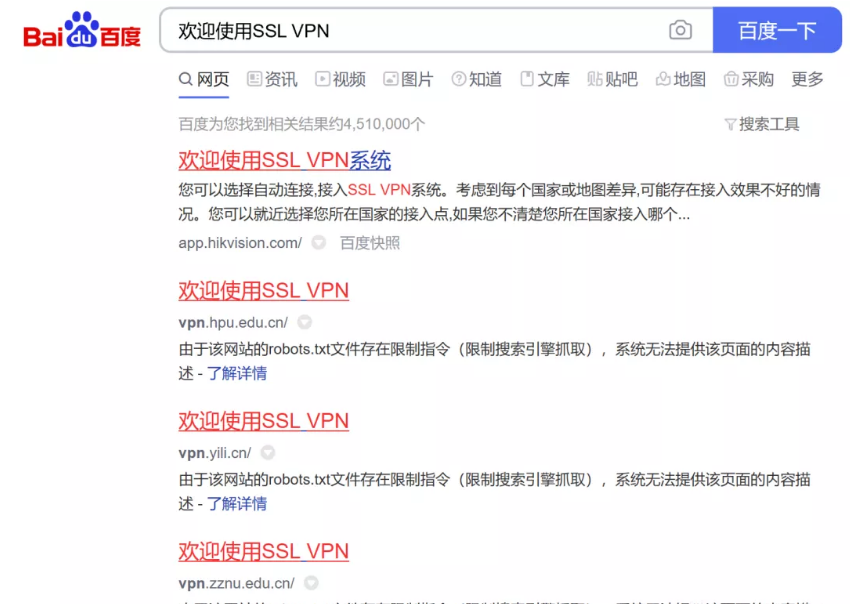 Bai du 百度
欢迎使用SSL VPN
百度一下
网页 资讯 视频 图片 知道 文库 贴吧 地图 采购 更多
百度为您找到相关结果约4,510,000个
搜索工具
欢迎使用SSL VPN系统
您可以选择自动连接,接入SSL VPN系统。考虑到每个国家或地图差异,可能存在接入效果不好的情
况。您可以就近选择您所在国家的接入点,如果您不清楚您所在国家接入哪个...
app.hikvision.com/ 百度快照
欢迎使用SSL VPN
vpn.hpu.edu.cn/
由于该网站的robots.txt文件存在限制指令（限制搜索引擎抓取），系统无法提供该页面的内容描
述 - 了解详情
欢迎使用SSL VPN
vpn.yili.cn/
由于该网站的robots.txt文件存在限制指令（限制搜索引擎抓取），系统无法提供该页面的内容描
述 - 了解详情
欢迎使用SSL VPN
vpn.zznu.edu.cn/